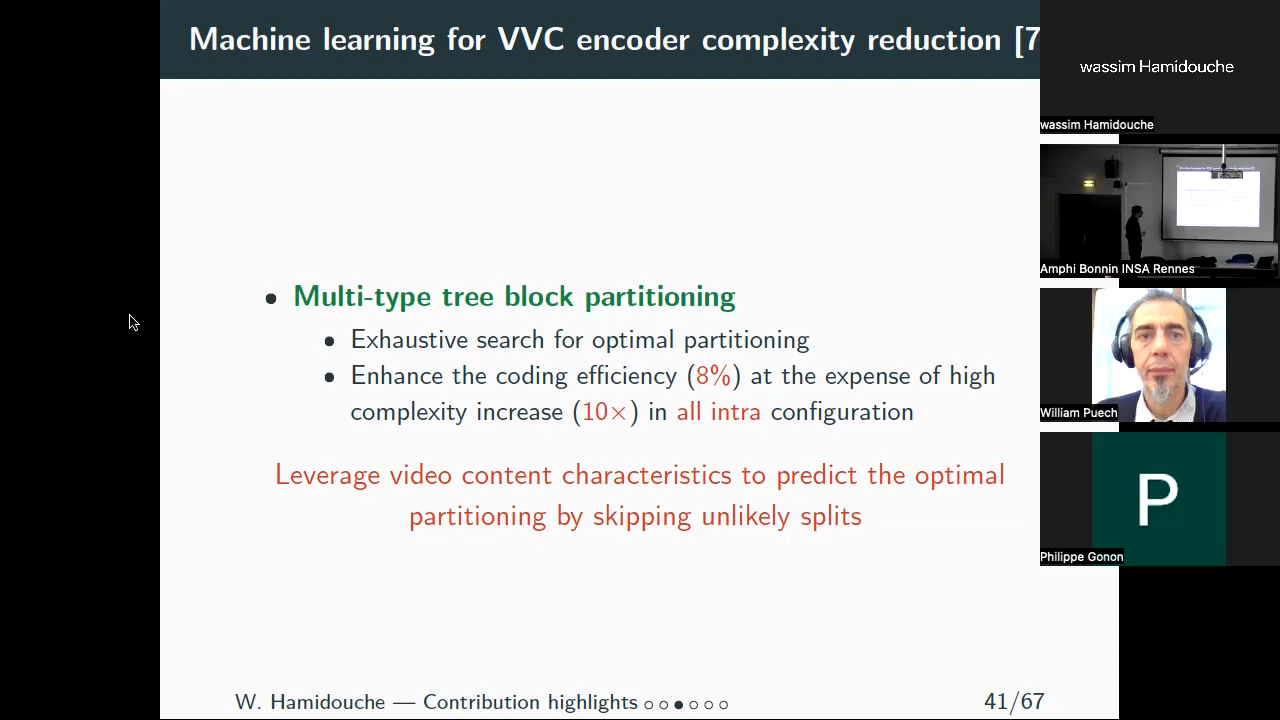 Machine learning for VVC encoder complexity reduction [7
• Multi-type tree block partitioning
• Exhaustive search for optimal partitioning
• Enhance the coding efficiency (8%) at the expense of high
complexity increase (10×) in all intra configuration
Leverage video content characteristics to predict the optimal
partitioning by skipping unlikely splits
W. Hamidouche — Contribution highlights
41/67
wassim Hamidouche
wassim Hamidouche
Amphi Bonnin INSA Rennes
William Puech
P
Philippe Gonon